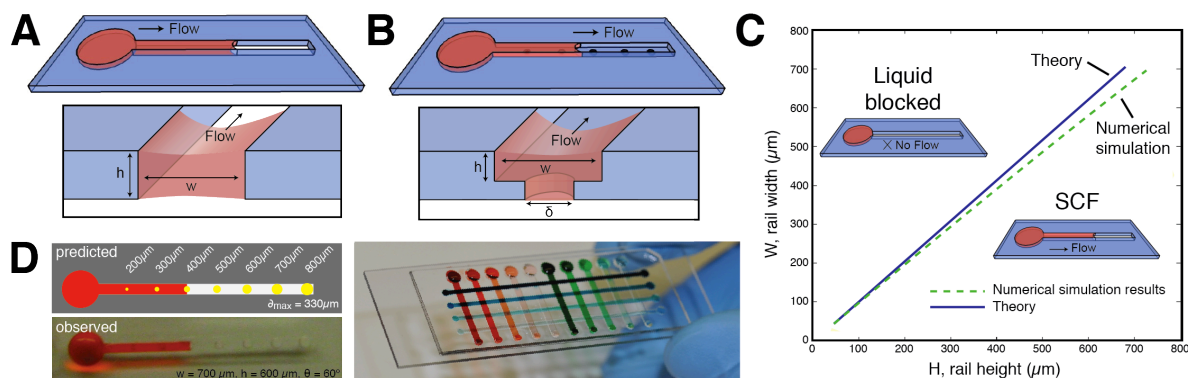 A
Flow
Flow
h
w
B
Flow
Flow
h
w
δ
C
800
700
600
500
400
300
200
100
0
W, rail width (µm)
Liquid
blocked
No Flow
Theory
Numerical
simulation
SCF
Flow
Numerical simulation results
Theory
0
100
200
300
400
500
600
700
800
H, rail height (µm)
D
predicted
200µm
300µm
400µm
500µm
600µm
700µm
800µm
∂max = 330µm
observed
w = 700 µm, h = 600 µm, θ = 60°